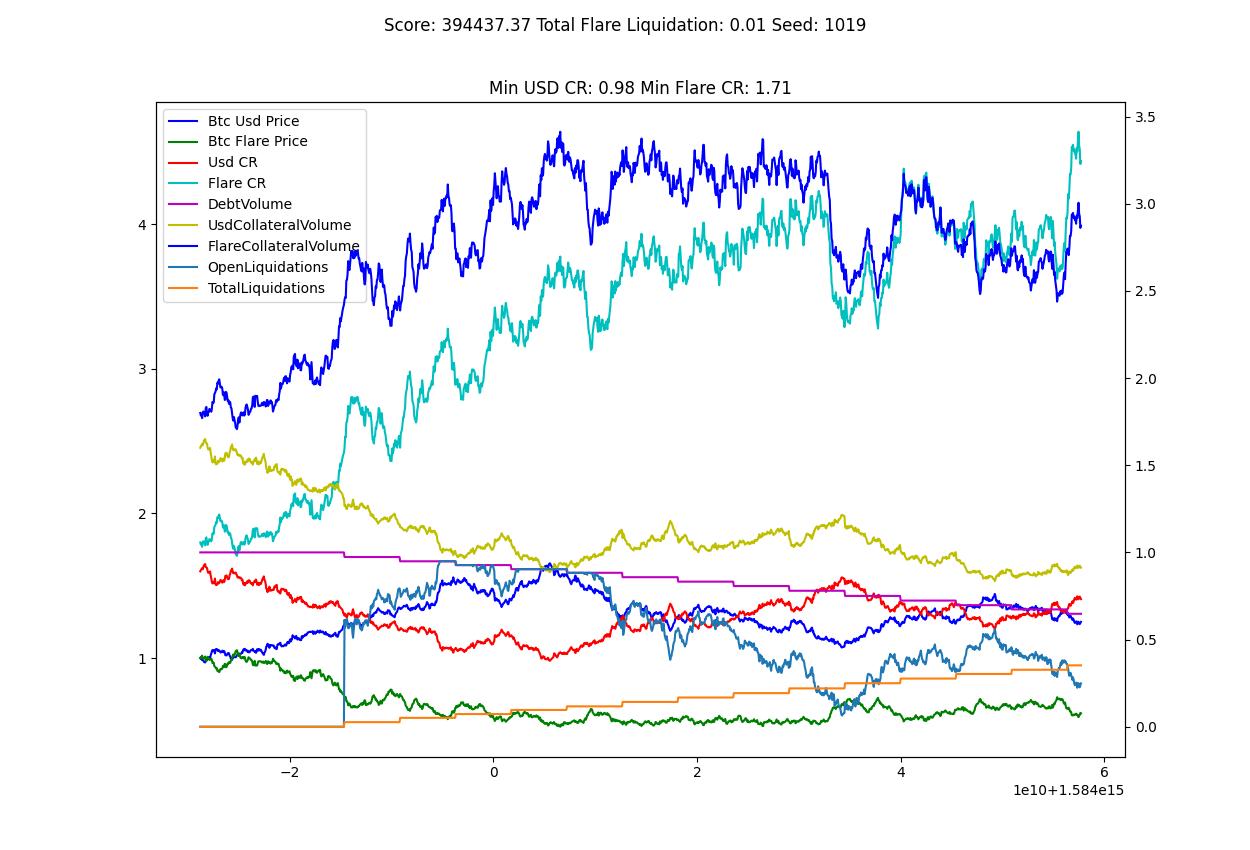 Score: 394437.37 Total Flare Liquidation: 0.01 Seed: 1019
Min USD CR: 0.98 Min Flare CR: 1.71
Btc Usd Price
Btc Flare Price
Usd CR
Flare CR
DebtVolume
UsdCollateralVolume
FlareCollateralVolume
OpenLiquidations
TotalLiquidations
4
3
2
1
3.5
3.0
2.5
2.0
1.5
1.0
0.5
0.0
−2 0 2 4 6
1e10+1.584e15